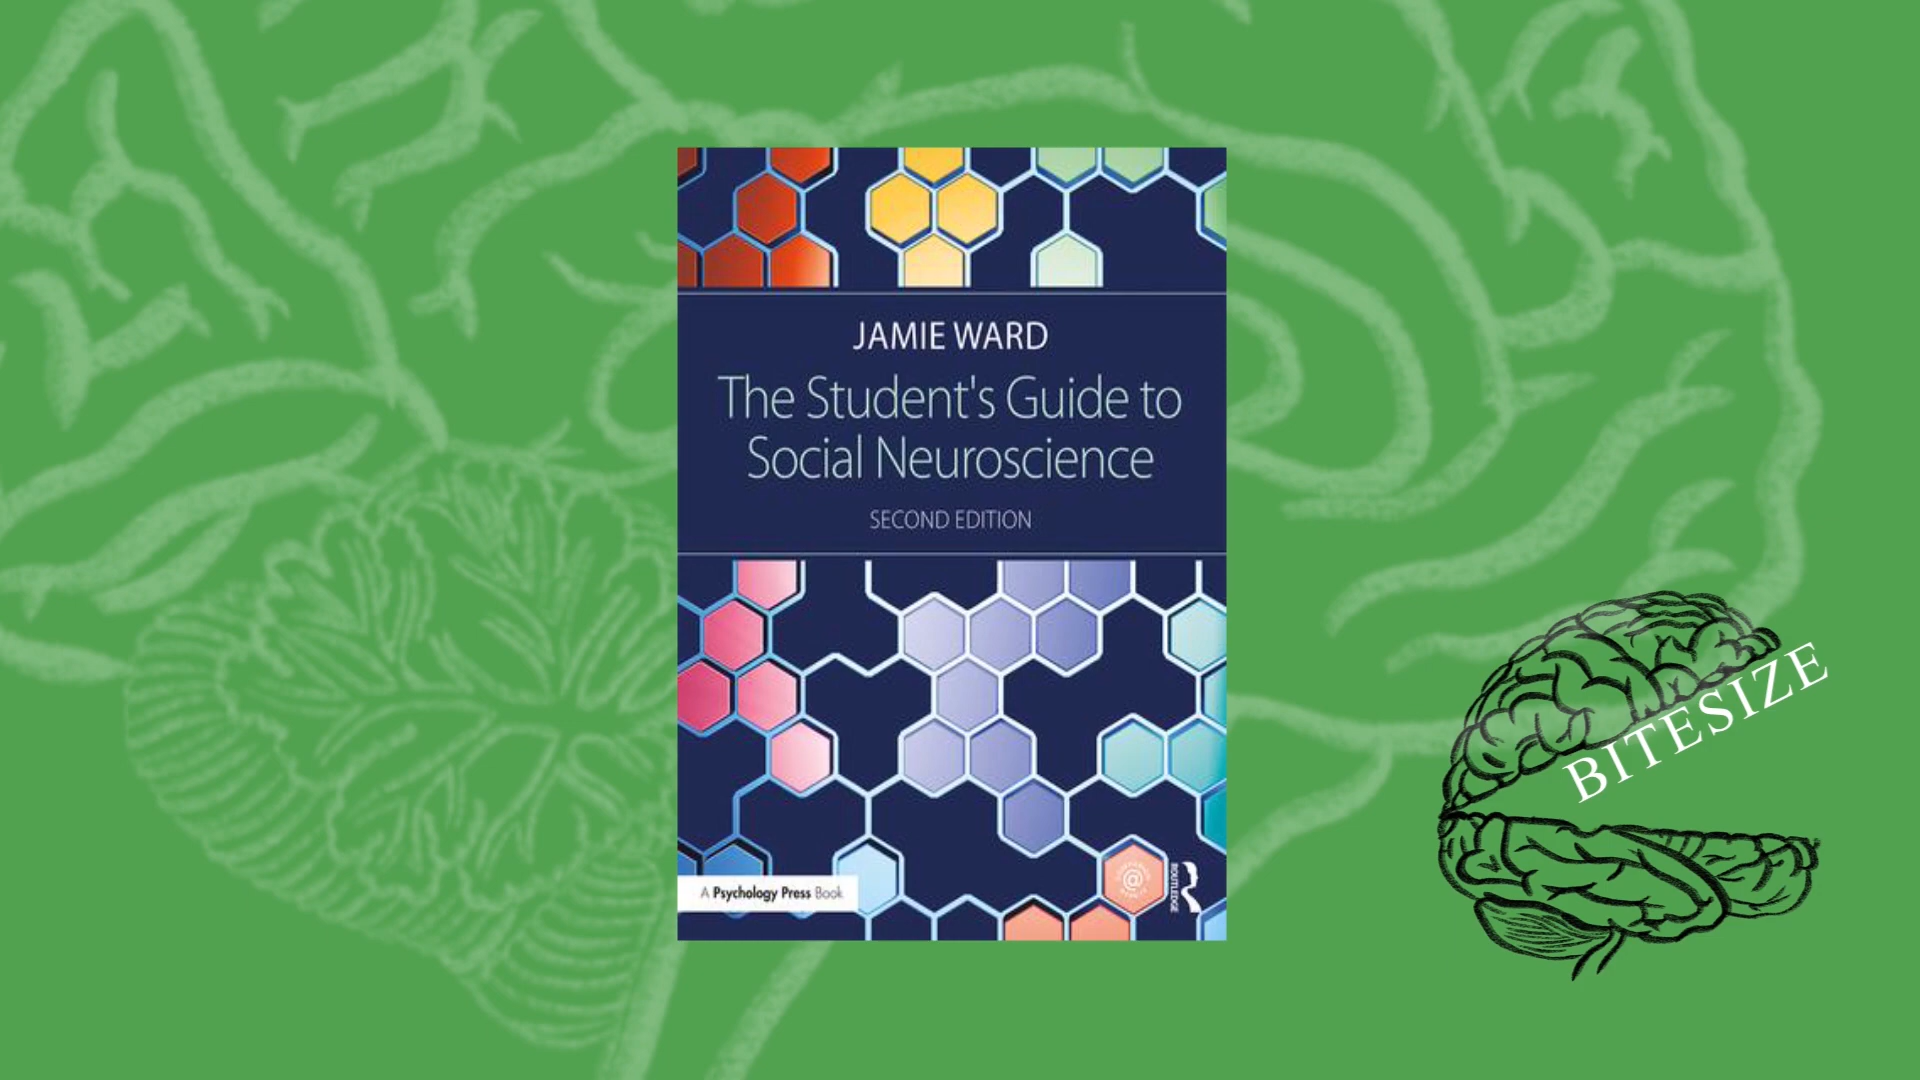 JAMIE WARD
The Student's Guide to
Social Neuroscience
SECOND EDITION
A Psychology Press Book
@
ROUTLEDGE
BITESIZE